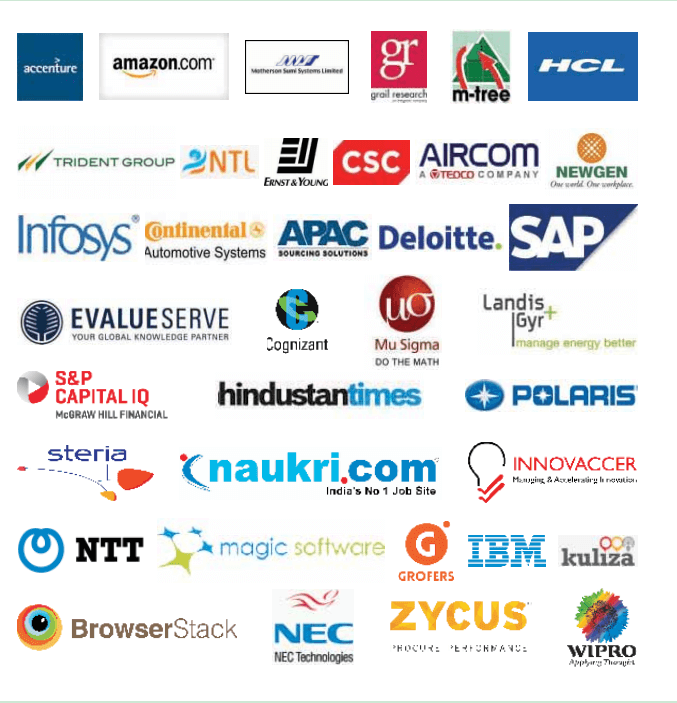 accenture
amazon.com
MWT
Motherson Sumi Systems Limited
gr
grail research
m-tree
HCL
TRIDENT GROUP
NTL
EY
ERNST & YOUNG
CSC
AIRCOM
A TEOCO COMPANY
NEWGEN
One world. One workplace.
Infosys®
Continental
Automotive Systems
APAC
SOURCING SOLUTIONS
Deloitte.
SAP
EVALUESERVE
YOUR GLOBAL KNOWLEDGE PARTNER
Cognizant
μσ
Mu Sigma
DO THE MATH
Landis
Gyr+
manage energy better
S&P
CAPITAL IQ
McGRAW HILL FINANCIAL
hindustantimes
POLARIS
steria
naukri.com
India's No 1 Job Site
INNOVACCER
Managing & Accelerating Innovation
NTT
magic software
G
GROFERS
IBM
kuliza
BrowserStack
NEC
NEC Technologies
ZYCUS
PROCURE PERFORMANCE
WIPRO
Applying Thought